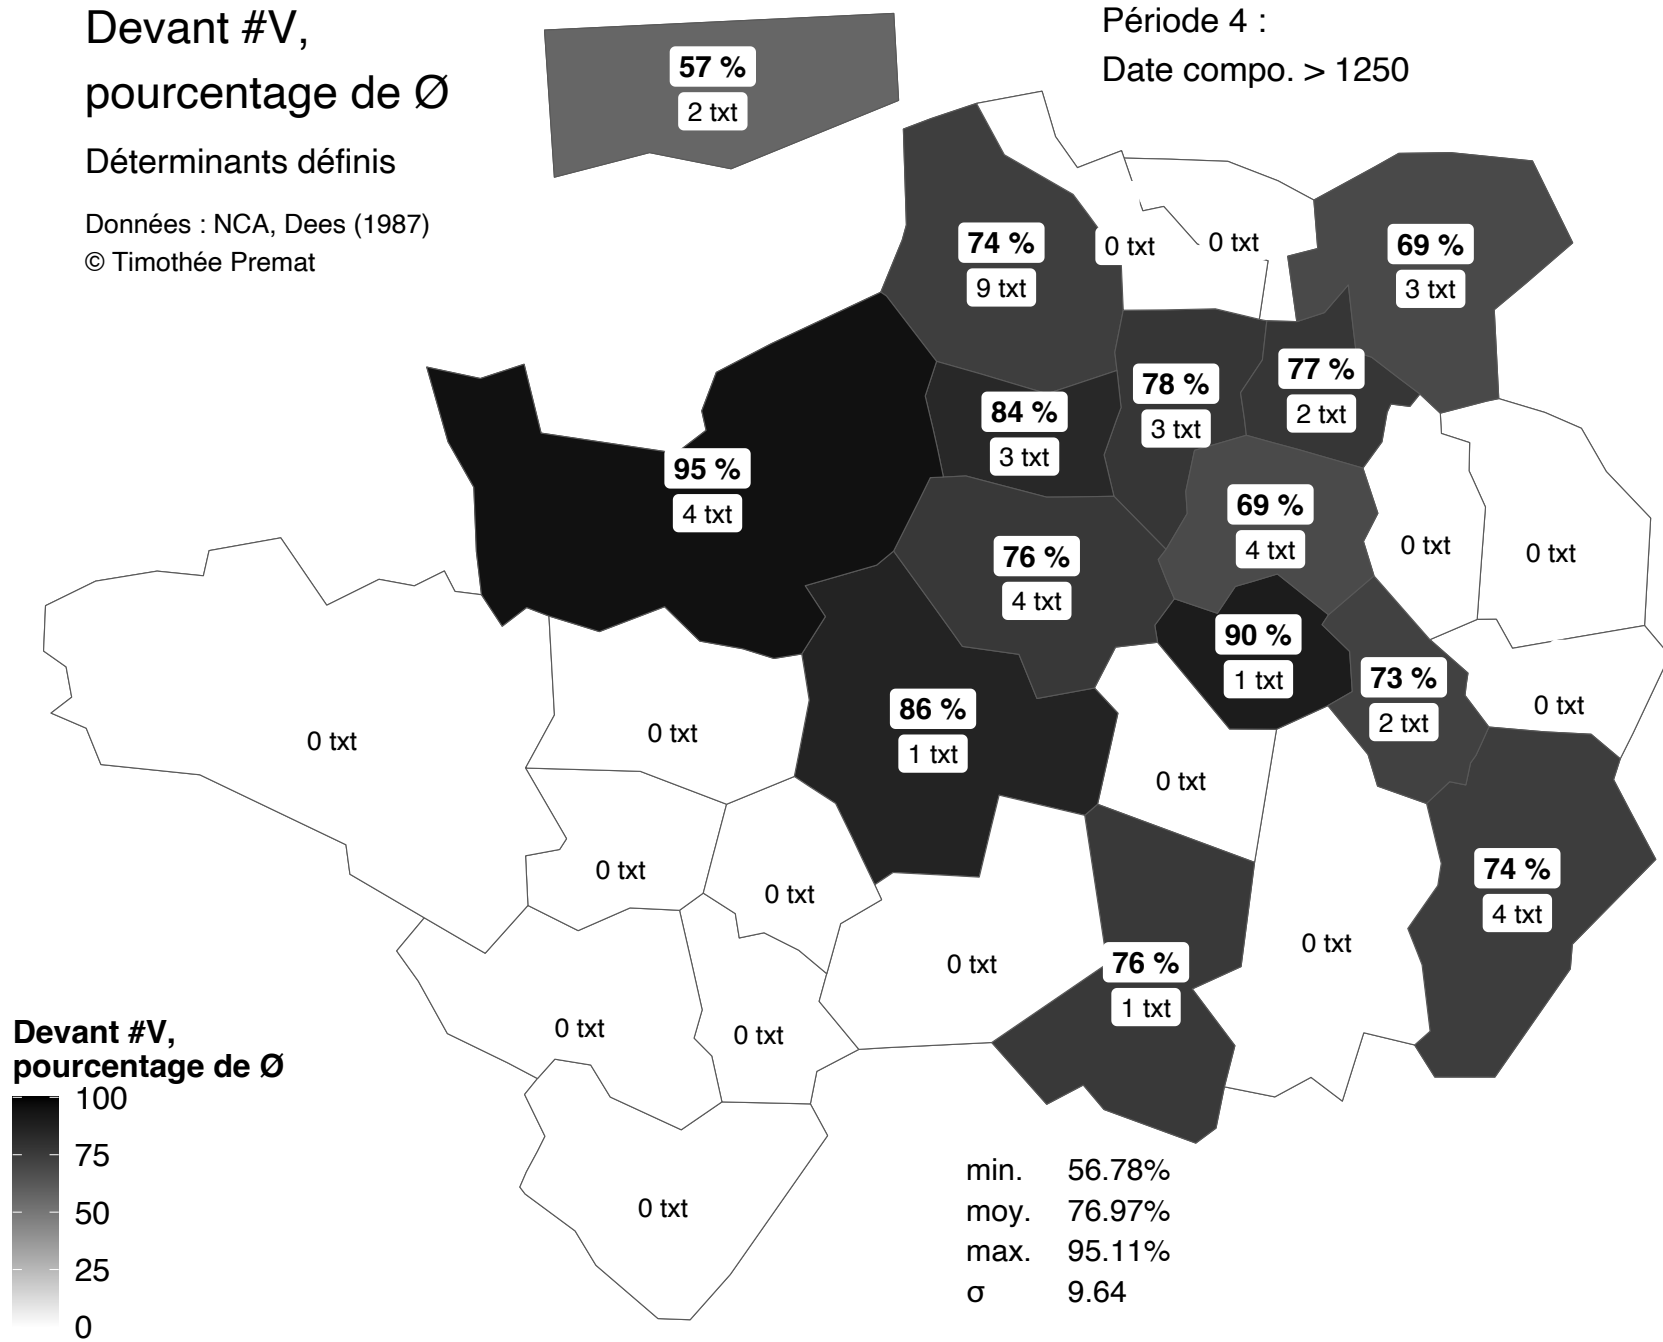 Devant #V,
pourcentage de Ø
Déterminants définis
Données : NCA, Dees (1987)
© Timothée Premat
Période 4 :
Date compo. > 1250
57 %
2 txt
74 %
9 txt
0 txt
0 txt
69 %
3 txt
84 %
3 txt
78 %
3 txt
77 %
2 txt
95 %
4 txt
76 %
4 txt
69 %
4 txt
0 txt
0 txt
90 %
1 txt
73 %
2 txt
0 txt
0 txt
0 txt
86 %
1 txt
0 txt
0 txt
0 txt
74 %
4 txt
0 txt
76 %
1 txt
0 txt
0 txt
0 txt
0 txt
Devant #V,
pourcentage de Ø
100
75
50
25
0
min. 56.78%
moy. 76.97%
max. 95.11%
σ 9.64